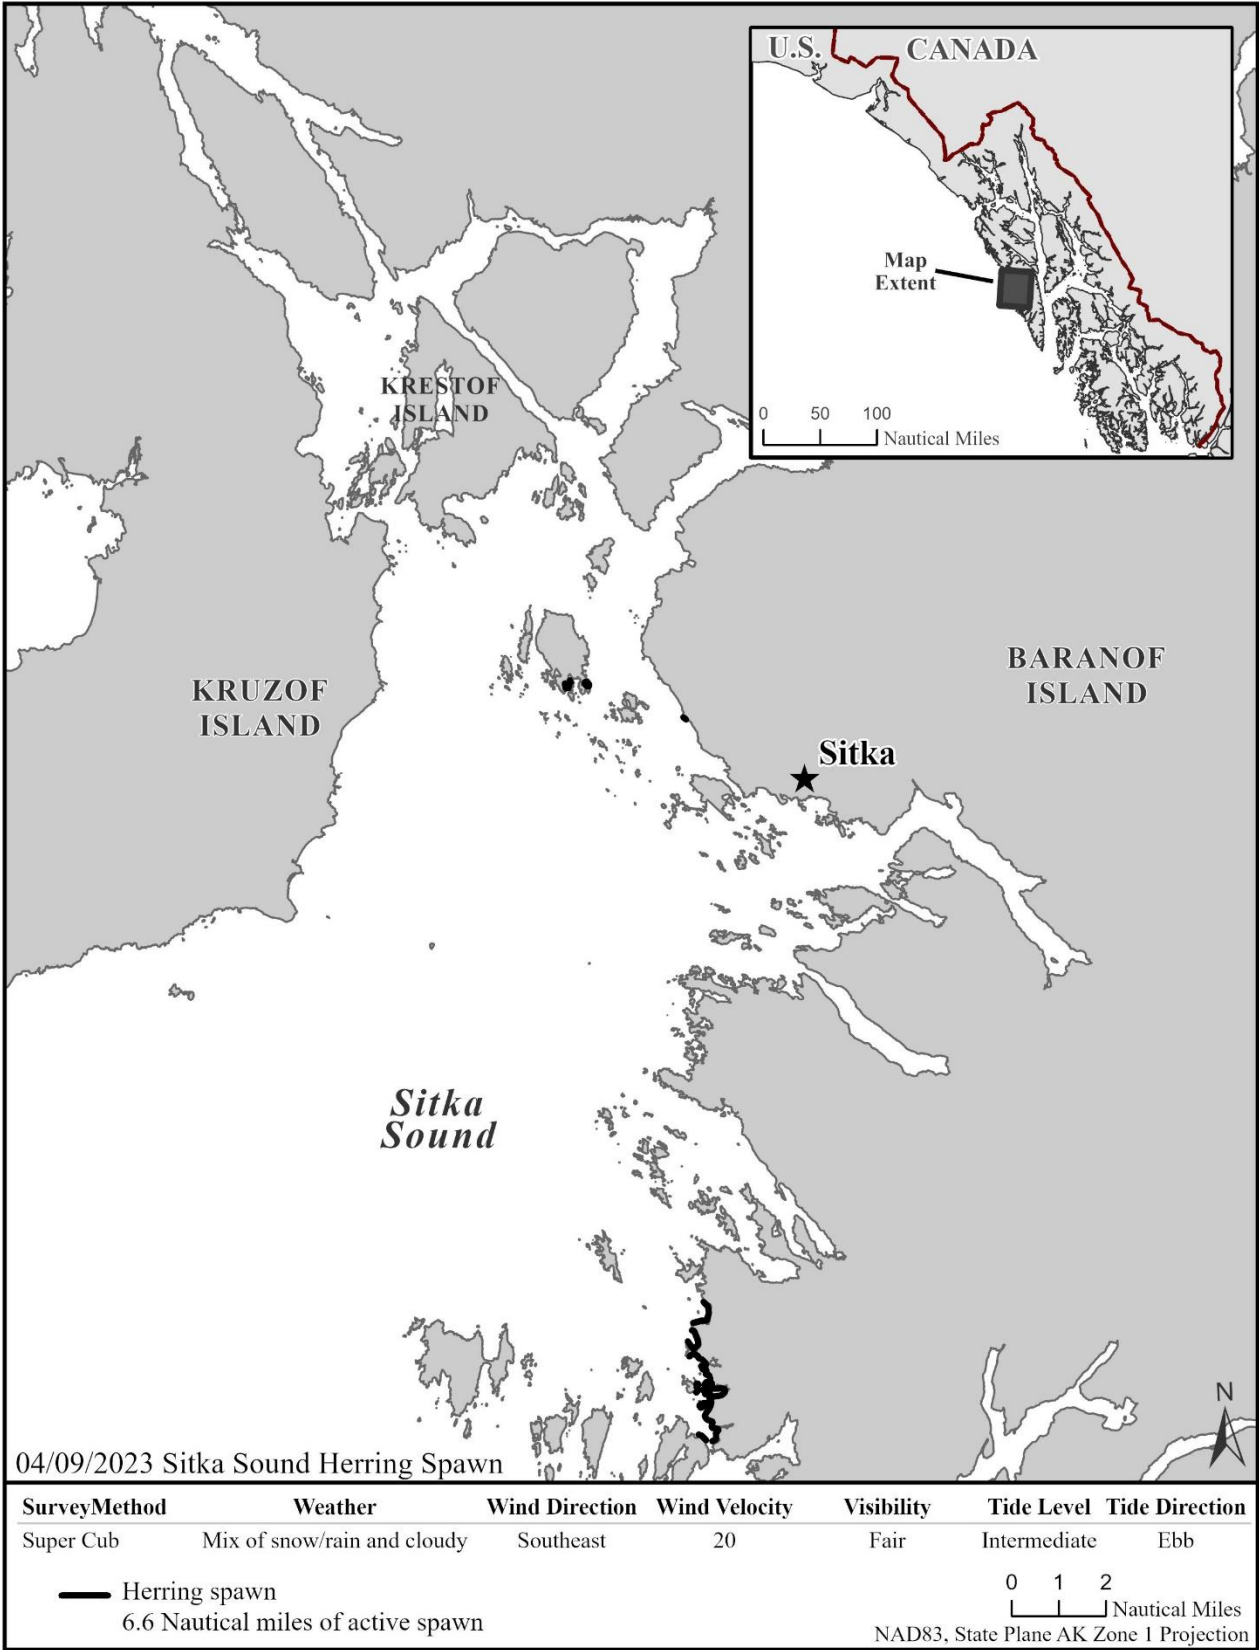 U.S.
CANADA
Map
Extent
0 50 100
Nautical Miles
KRESTOF
ISLAND
BARANOF
ISLAND
KRUZOF
ISLAND
Sitka
Sitka
Sound
N
04/09/2023 Sitka Sound Herring Spawn
SurveyMethod Weather Wind Direction Wind Velocity Visibility Tide Level Tide Direction
Super Cub Mix of snow/rain and cloudy Southeast 20 Fair Intermediate Ebb
Herring spawn
6.6 Nautical miles of active spawn
0 1 2
Nautical Miles
NAD83, State Plane AK Zone 1 Projection